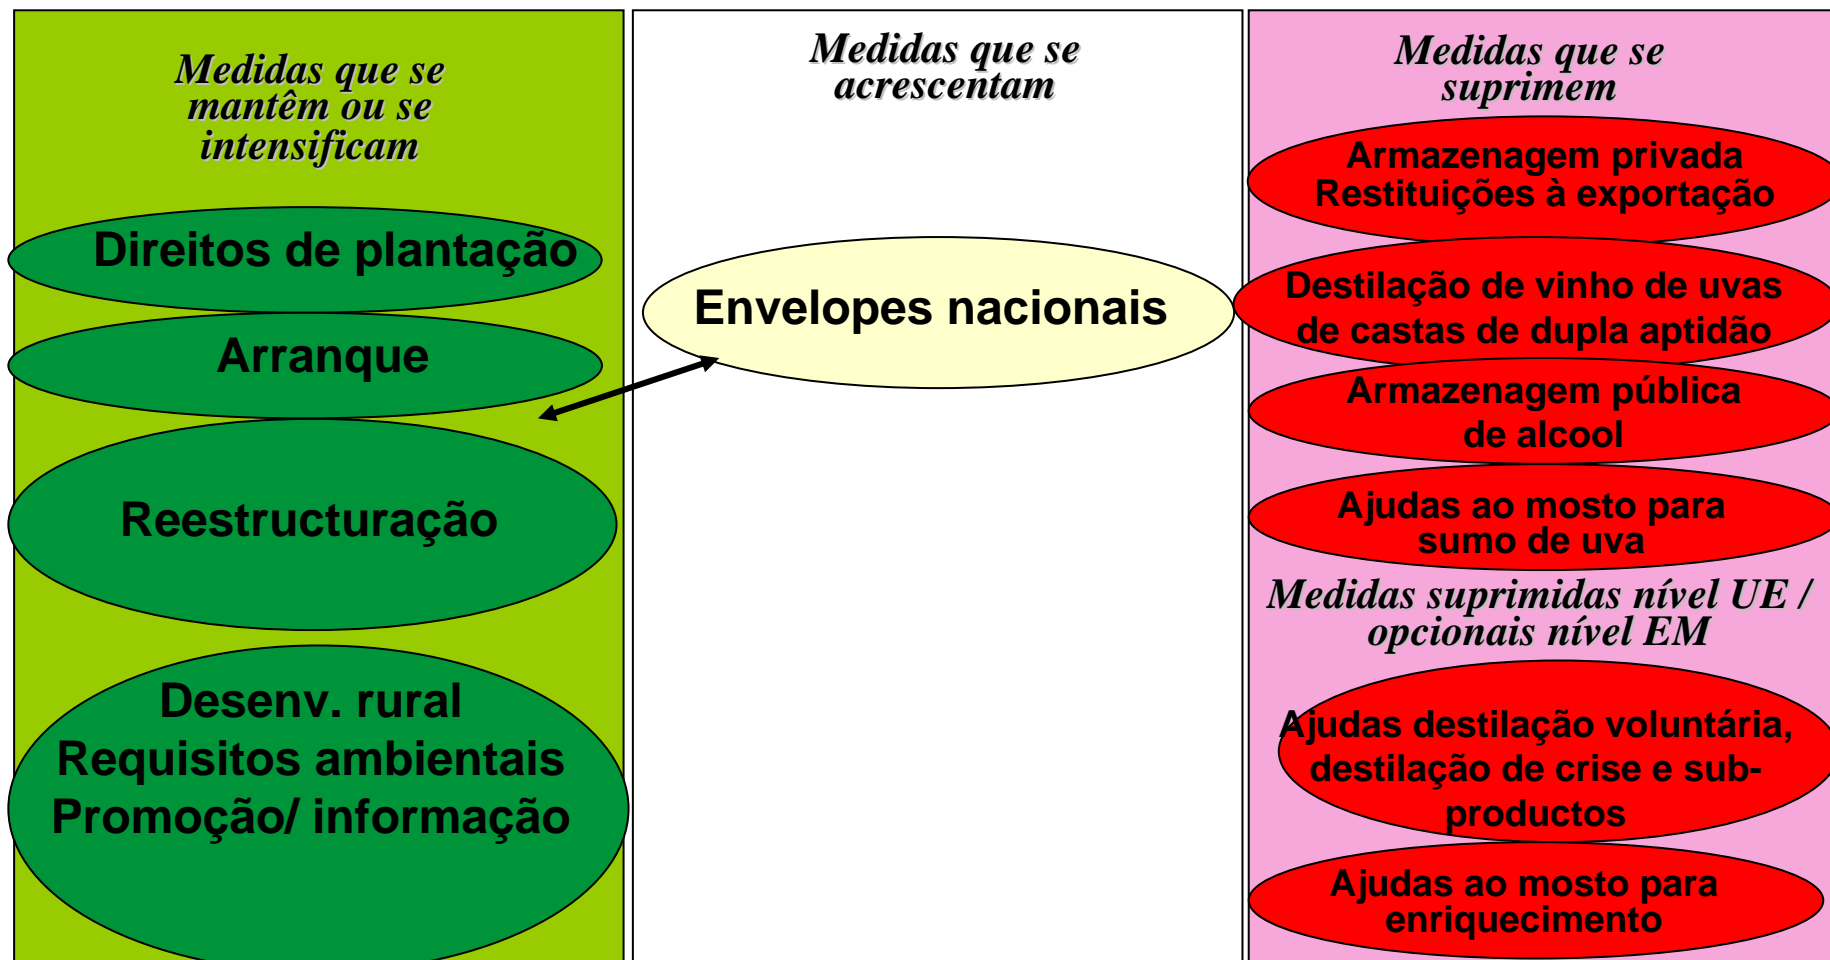 Medidas que se
mantêm ou se
intensificam
Direitos de plantação
Arranque
Reestructuração
Desenv. rural
Requisitos ambientais
Promoção/ informação
Medidas que se
acrescentam
Envelopes nacionais
Medidas que se
suprimem
Armazenagem privada
Restituições à exportação
Destilação de vinho de uvas
de castas de dupla aptidão
Armazenagem pública
de alcool
Ajudas ao mosto para
sumo de uva
Medidas suprimidas nível UE /
opcionais nível EM
Ajudas destilação voluntária,
destilação de crise e sub-
productos
Ajudas ao mosto para
enriquecimento